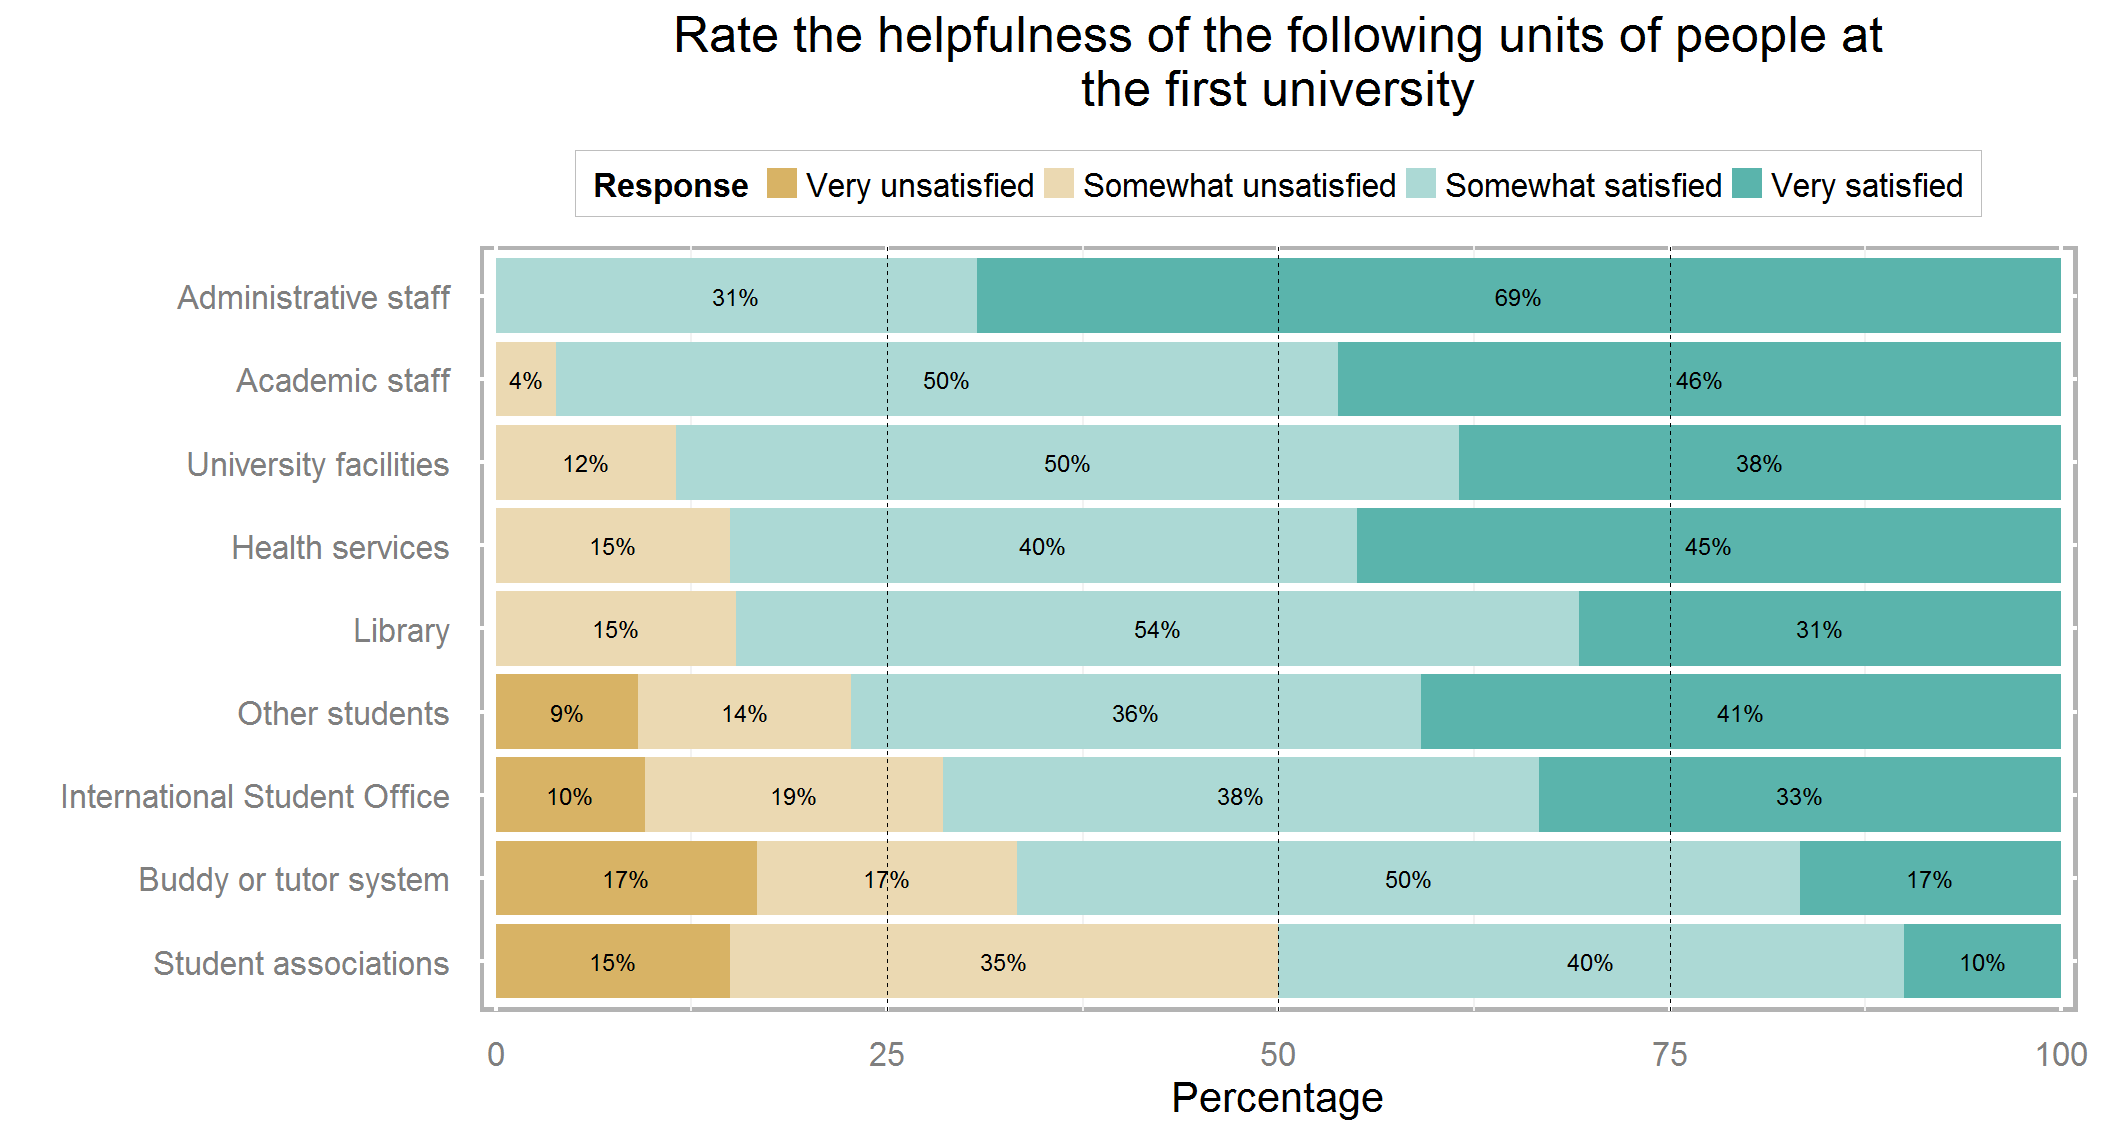 Rate the helpfulness of the following units of people at
the first university
Response Very unsatisfied Somewhat unsatisfied Somewhat satisfied Very satisfied
Administrative staff 31% 69%
Academic staff 4% 50% 46%
University facilities 12% 50% 38%
Health services 15% 40% 45%
Library 15% 54% 31%
Other students 9% 14% 36% 41%
International Student Office 10% 19% 38% 33%
Buddy or tutor system 17% 17% 50% 17%
Student associations 15% 35% 40% 10%
0 25 50 75 100
Percentage